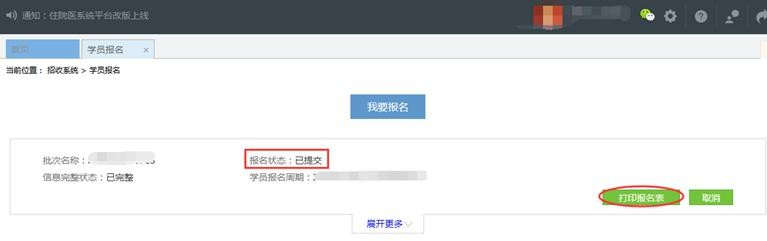 通知：住院医系统平台改版上线
首页 学员报名 ×
当前位置： 招收系统 > 学员报名
我要报名
批次名称： 报名状态：已提交
信息完整状态：已完整 学员报名周期：2
打印报名表 取消
展开更多